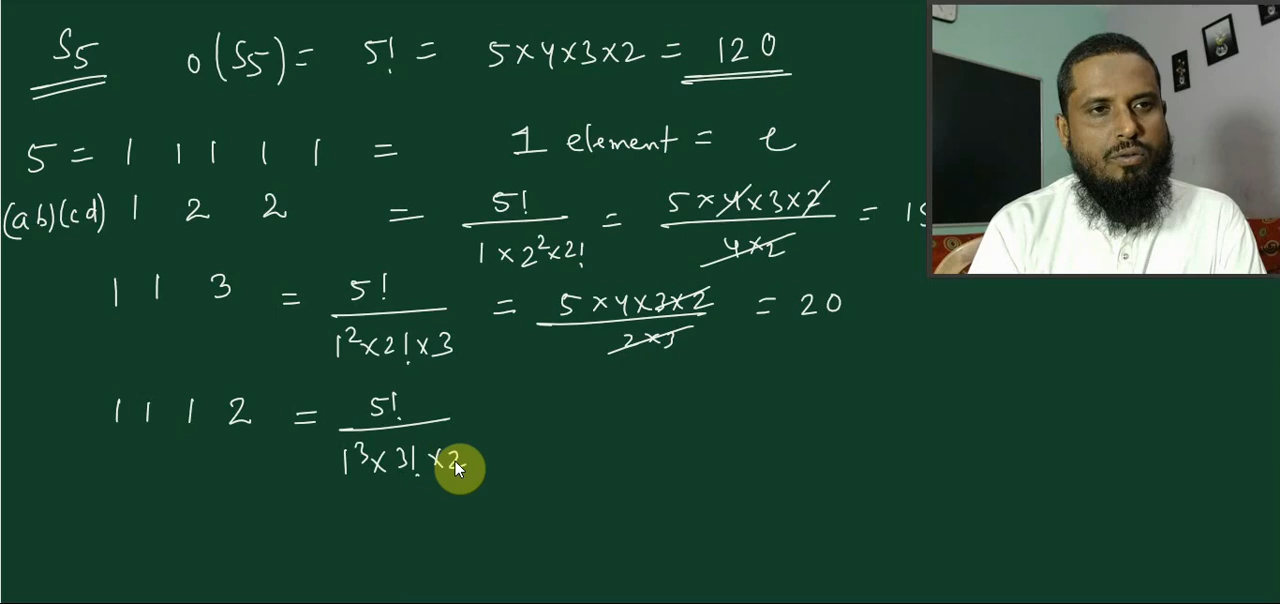 S5 o(S5) = 5! = 5×4×3×2 = 120
5 = 1 1 1 1 1 = 1 element = e
(ab)(cd) 1 2 2 = 5!/(1×2²×2!) = (5×4×3×2)/(4×2) =
1 1 3 = 5!/(1²×2!×3) = (5×4×3×2)/(2×3) = 20
1 1 1 2 = 5!/(1³×3!×2